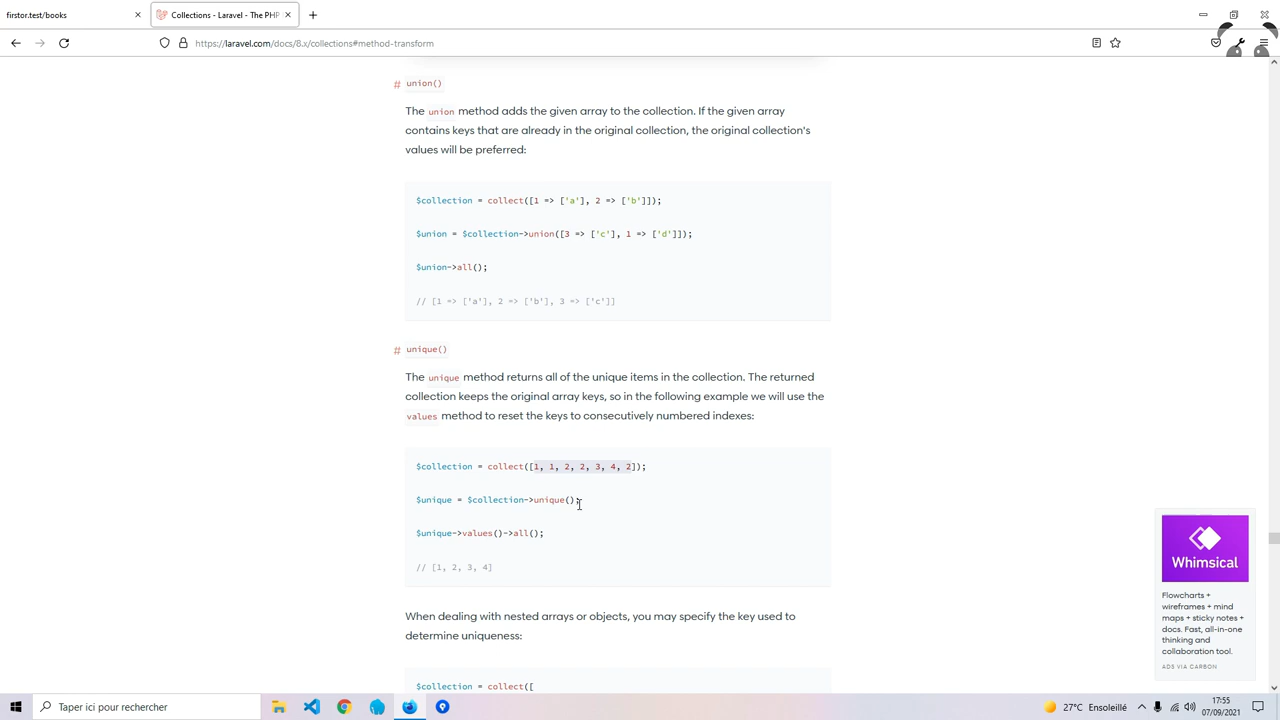 firstor.test/books
Collections - Laravel - The PHP
https://laravel.com/docs/8.x/collections#method-transform
# union()
The union method adds the given array to the collection. If the given array
contains keys that are already in the original collection, the original collection's
values will be preferred:
$collection = collect([1 => ['a'], 2 => ['b']]);
$union = $collection->union([3 => ['c'], 1 => ['d']]);
$union->all();
// [1 => ['a'], 2 => ['b'], 3 => ['c']]
# unique()
The unique method returns all of the unique items in the collection. The returned
collection keeps the original array keys, so in the following example we will use the
values method to reset the keys to consecutively numbered indexes:
$collection = collect([1, 1, 2, 2, 3, 4, 2]);
$unique = $collection->unique();
$unique->values()->all();
// [1, 2, 3, 4]
When dealing with nested arrays or objects, you may specify the key used to
determine uniqueness:
$collection = collect([
Whimsical
Flowcharts +
wireframes + mind
maps + sticky notes +
docs. Fast, all-in-one
thinking and
collaboration tool.
ADS VIA CARBON
Taper ici pour rechercher
27°C Ensoleillé
17:55
07/09/2021